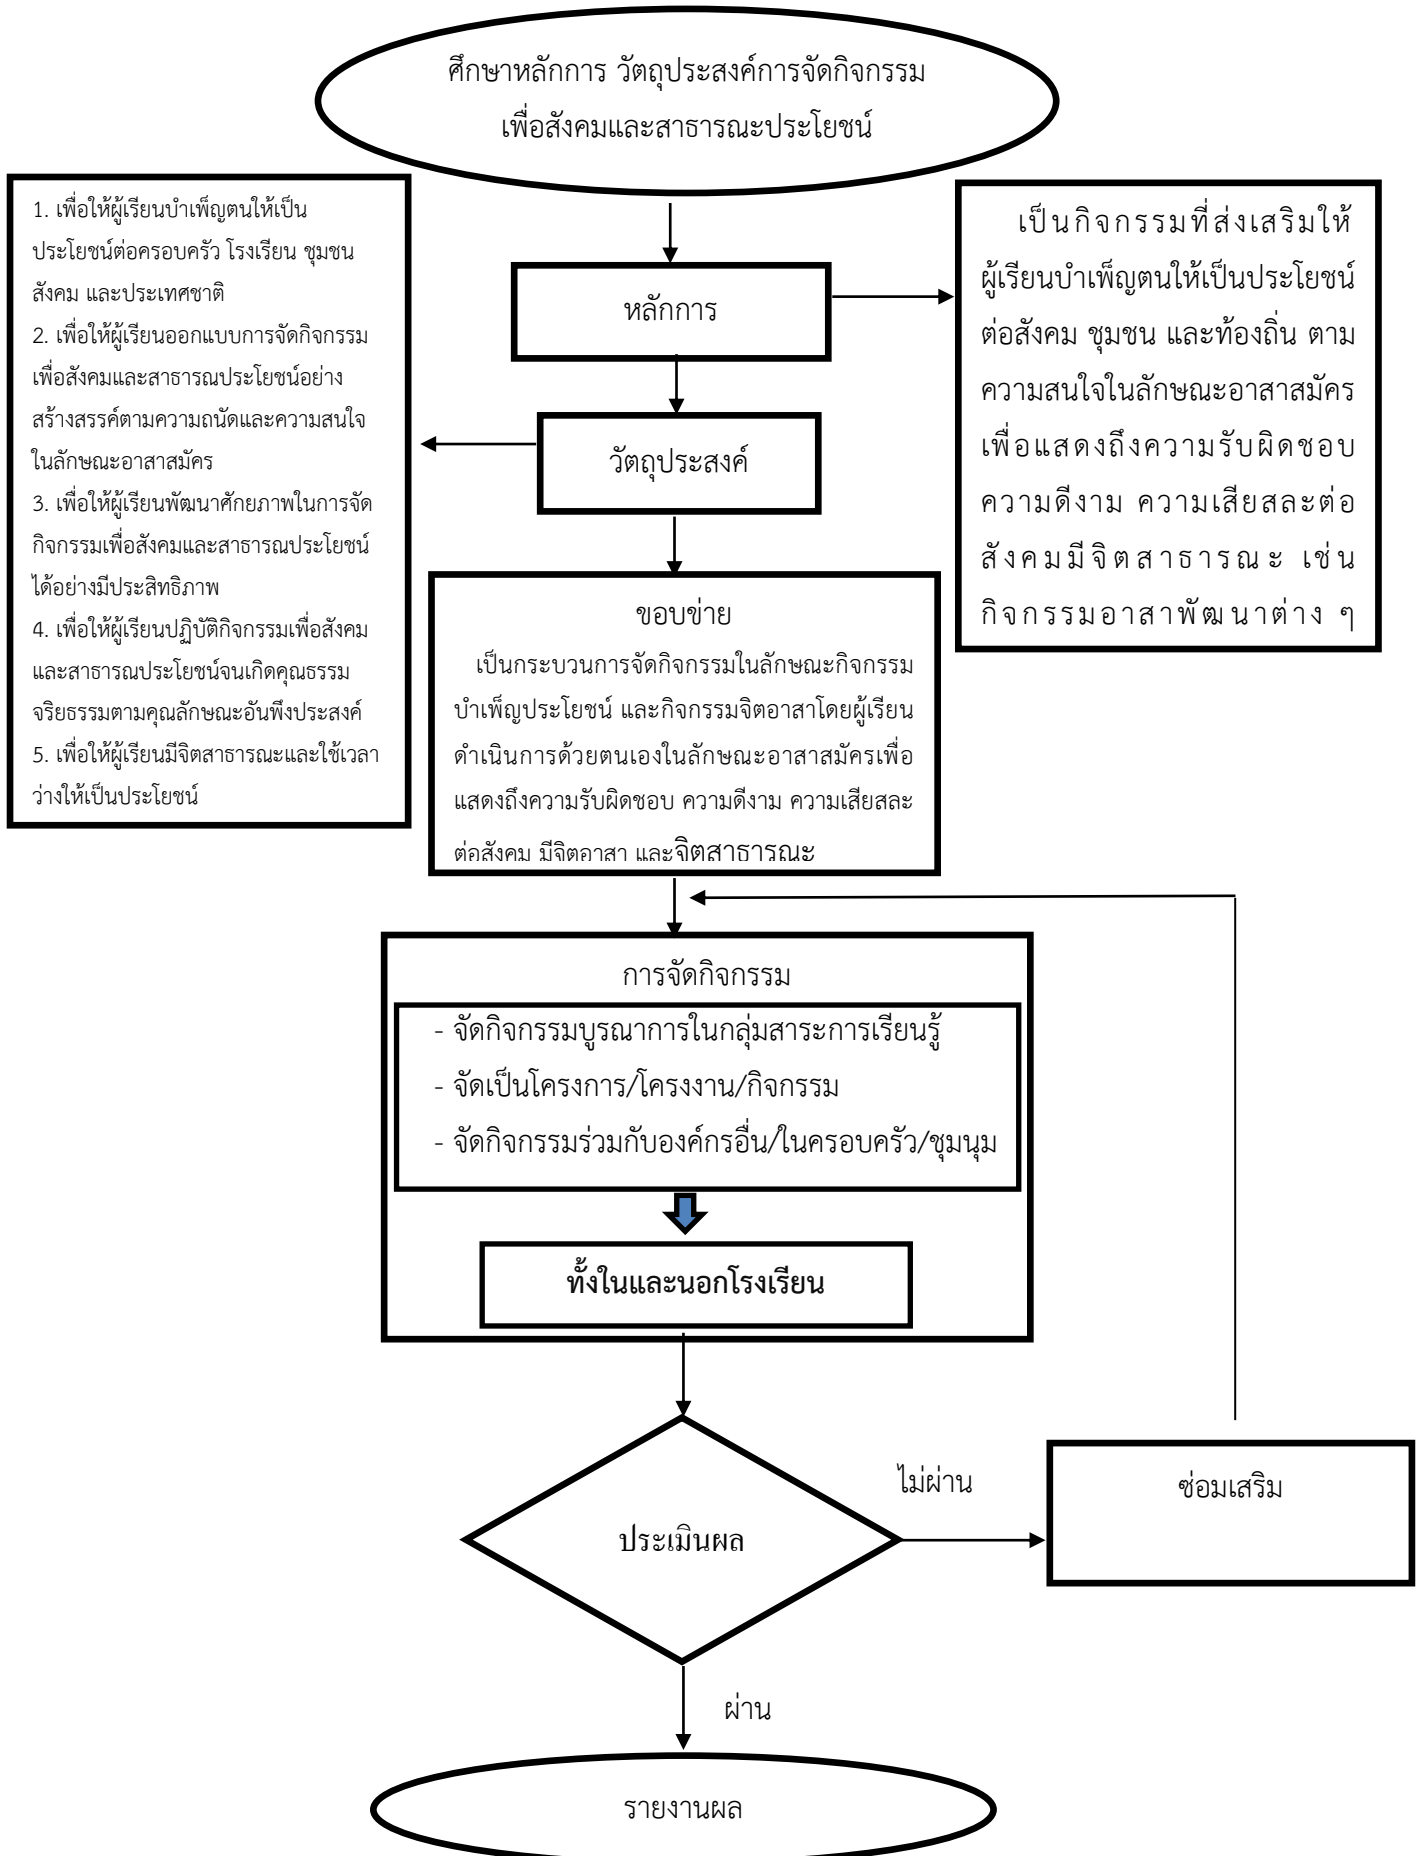 ศึกษาหลักการ วัตถุประสงค์การจัดกิจกรรม
เพื่อสังคมและสาธารณะประโยชน์
หลักการ
เป็นกิจกรรมที่ส่งเสริมให้
ผู้เรียนบำเพ็ญตนให้เป็นประโยชน์
ต่อสังคม ชุมชน และท้องถิ่น ตาม
ความสนใจในลักษณะอาสาสมัคร
เพื่อแสดงถึงความรับผิดชอบ
ความดีงาม ความเสียสละต่อ
สังคมมีจิตสาธารณะ เช่น
กิจกรรมอาสาพัฒนาต่าง ๆ
วัตถุประสงค์
1. เพื่อให้ผู้เรียนบำเพ็ญตนให้เป็น
ประโยชน์ต่อครอบครัว โรงเรียน ชุมชน
สังคม และประเทศชาติ
2. เพื่อให้ผู้เรียนออกแบบการจัดกิจกรรม
เพื่อสังคมและสาธารณประโยชน์อย่าง
สร้างสรรค์ตามความถนัดและความสนใจ
ในลักษณะอาสาสมัคร
3. เพื่อให้ผู้เรียนพัฒนาศักยภาพในการจัด
กิจกรรมเพื่อสังคมและสาธารณประโยชน์
ได้อย่างมีประสิทธิภาพ
4. เพื่อให้ผู้เรียนปฏิบัติกิจกรรมเพื่อสังคม
และสาธารณประโยชน์จนเกิดคุณธรรม
จริยธรรมตามคุณลักษณะอันพึงประสงค์
5. เพื่อให้ผู้เรียนมีจิตสาธารณะและใช้เวลา
ว่างให้เป็นประโยชน์
ขอบข่าย
เป็นกระบวนการจัดกิจกรรมในลักษณะกิจกรรม
บำเพ็ญประโยชน์ และกิจกรรมจิตอาสาโดยผู้เรียน
ดำเนินการด้วยตนเองในลักษณะอาสาสมัครเพื่อ
แสดงถึงความรับผิดชอบ ความดีงาม ความเสียสละ
ต่อสังคม มีจิตอาสา และจิตสาธารณะ
การจัดกิจกรรม
- จัดกิจกรรมบูรณาการในกลุ่มสาระการเรียนรู้
- จัดเป็นโครงการ/โครงงาน/กิจกรรม
- จัดกิจกรรมร่วมกับองค์กรอื่น/ในครอบครัว/ชุมนุม
ทั้งในและนอกโรงเรียน
ประเมินผล
ไม่ผ่าน
ซ่อมเสริม
ผ่าน
รายงานผล